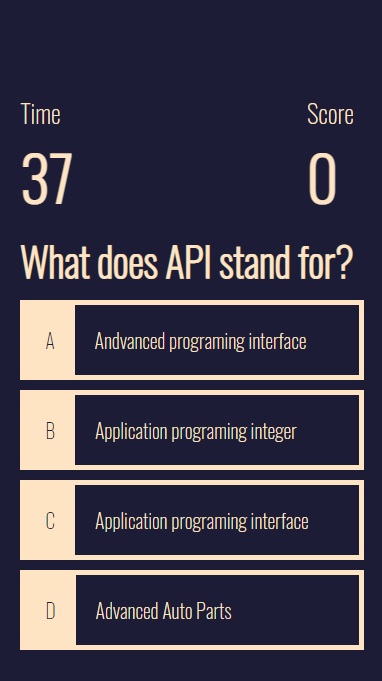 Time Score
37 0
What does API stand for?
A Andvanced programing interface
B Application programing integer
C Application programing interface
D Advanced Auto Parts